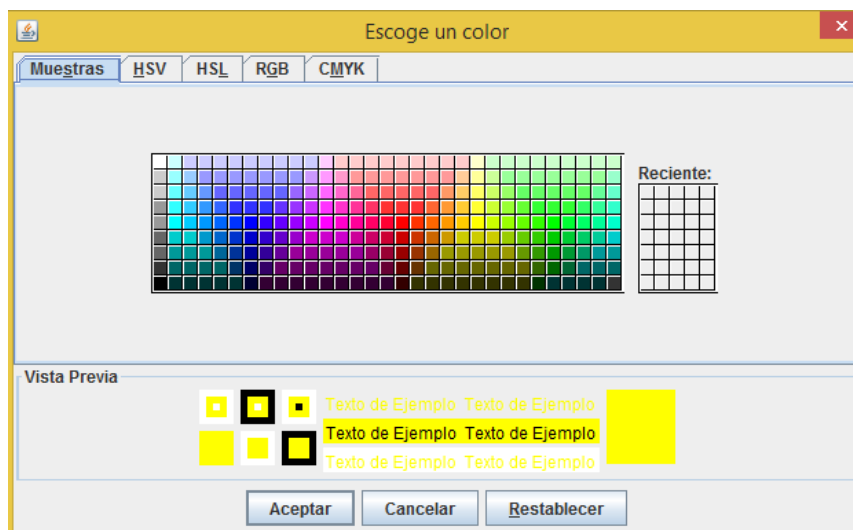 Escoge un color
Muestras HSV HSL RGB CMYK
Reciente:
Vista Previa
Texto de Ejemplo Texto de Ejemplo
Texto de Ejemplo Texto de Ejemplo
Texto de Ejemplo Texto de Ejemplo
Aceptar Cancelar Restablecer